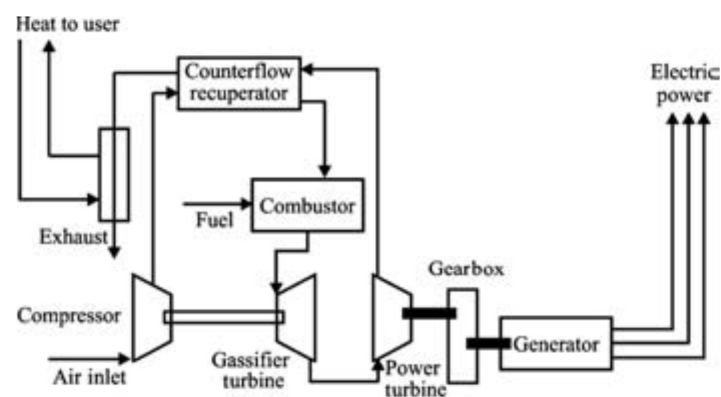 Heat to user
Counterflow
recuperator
Electric
power
Fuel
Combustor
Exhaust
Gearbox
Compressor
Air inlet
Gassifier
turbine
Power
turbine
Generator